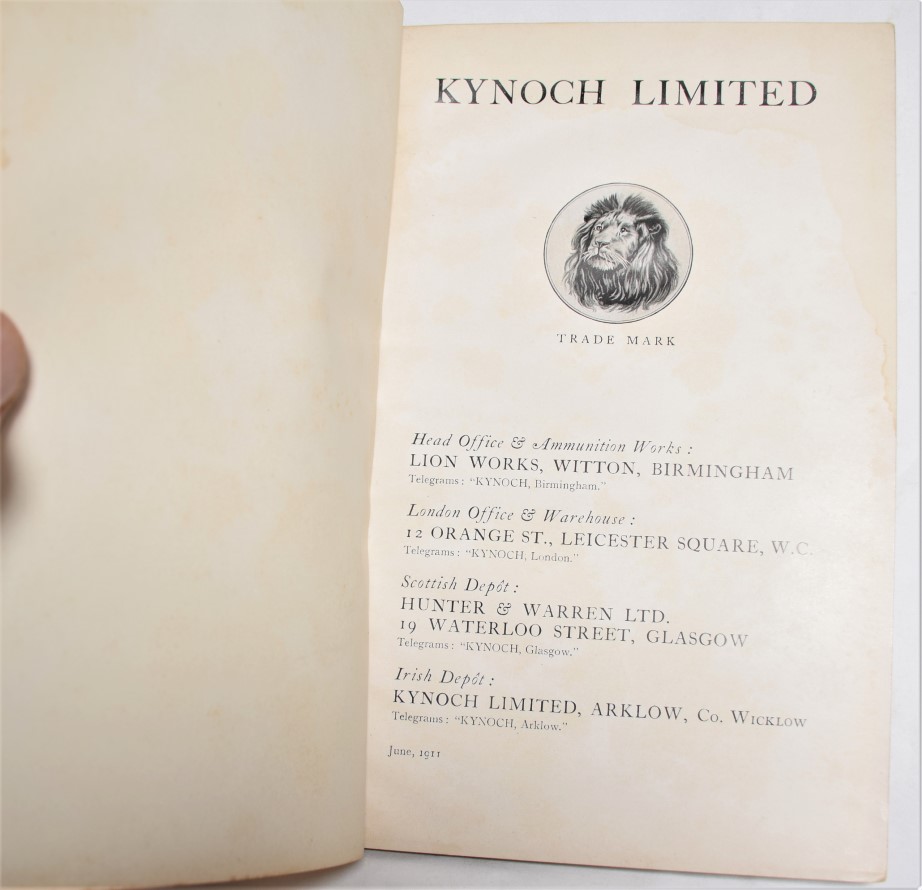 KYNOCH LIMITED
TRADE MARK
Head Office & Ammunition Works :
LION WORKS, WITTON, BIRMINGHAM
Telegrams : "KYNOCH, Birmingham."
London Office & Warehouse :
12 ORANGE ST., LEICESTER SQUARE, W.C.
Telegrams : "KYNOCH, London."
Scottish Depôt :
HUNTER & WARREN LTD.
19 WATERLOO STREET, GLASGOW
Telegrams : "KYNOCH, Glasgow."
Irish Depôt :
KYNOCH LIMITED, ARKLOW, Co. WICKLOW
Telegrams : "KYNOCH, Arklow."
June, 1911